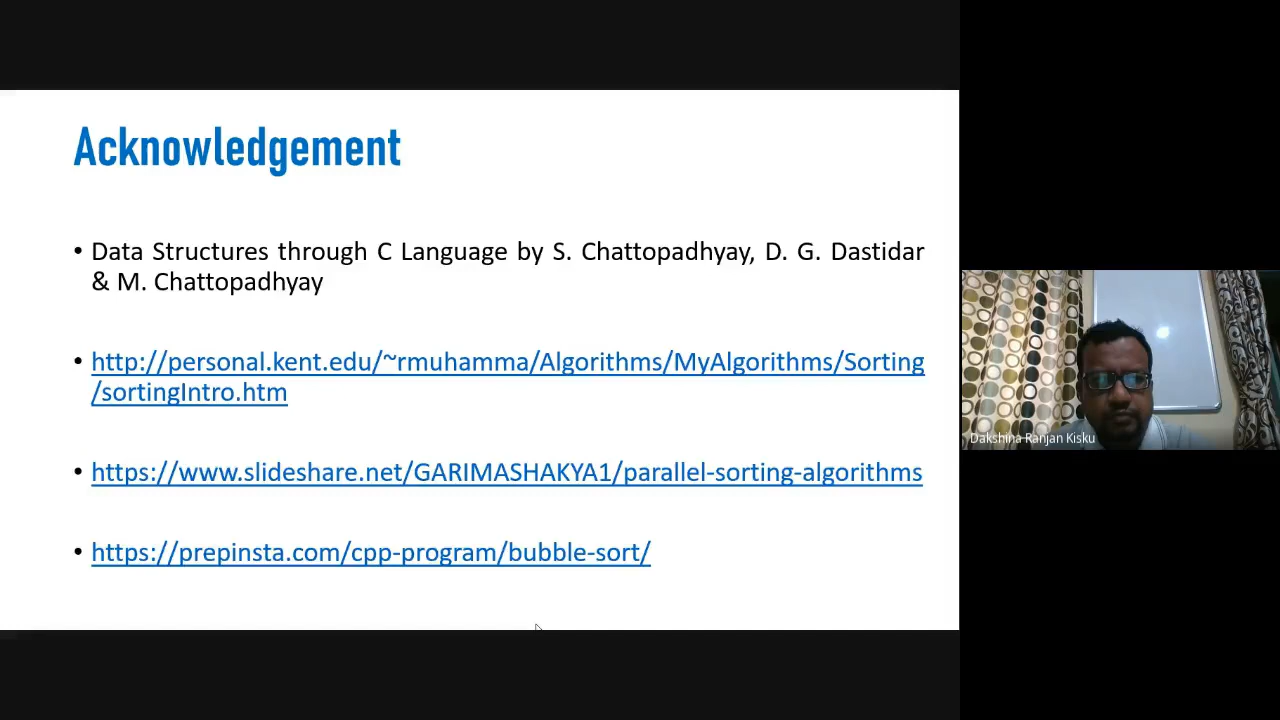 Acknowledgement
• Data Structures through C Language by S. Chattopadhyay, D. G. Dastidar
& M. Chattopadhyay
• http://personal.kent.edu/~rmuhamma/Algorithms/MyAlgorithms/Sorting
/sortingIntro.htm
• https://www.slideshare.net/GARIMASHAKYA1/parallel-sorting-algorithms
• https://prepinsta.com/cpp-program/bubble-sort/
Dakshina Ranjan Kisku